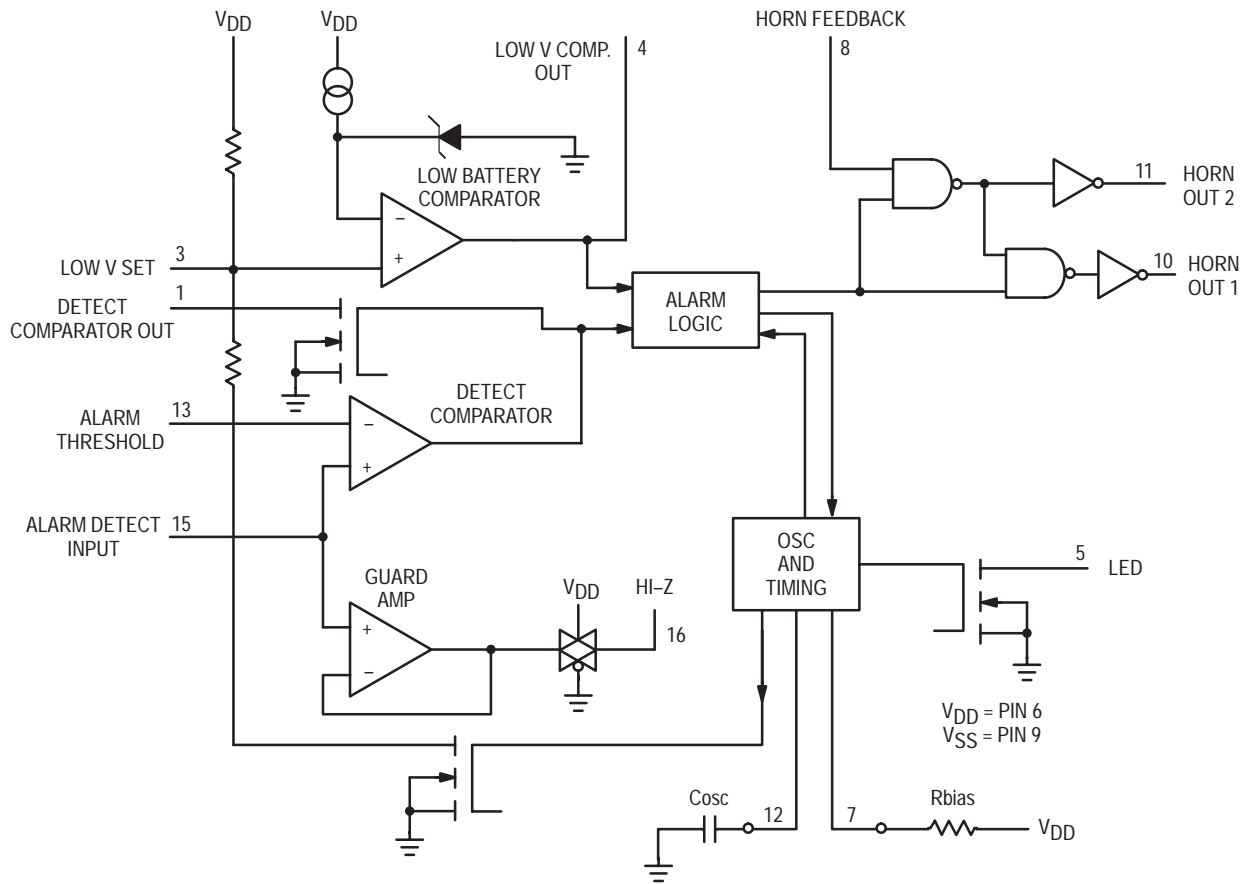 VDD
VDD
LOW V COMP.
OUT
4
HORN FEEDBACK
8
LOW BATTERY
COMPARATOR
−
+
3
LOW V SET
1
DETECT
COMPARATOR OUT
ALARM
LOGIC
11
HORN
OUT 2
10
HORN
OUT 1
DETECT
COMPARATOR
13
ALARM
THRESHOLD
−
+
15
ALARM DETECT
INPUT
GUARD
AMP
+
−
VDD
HI–Z
16
OSC
AND
TIMING
5
LED
VDD = PIN 6
VSS = PIN 9
Cosc
12
7
Rbias
VDD